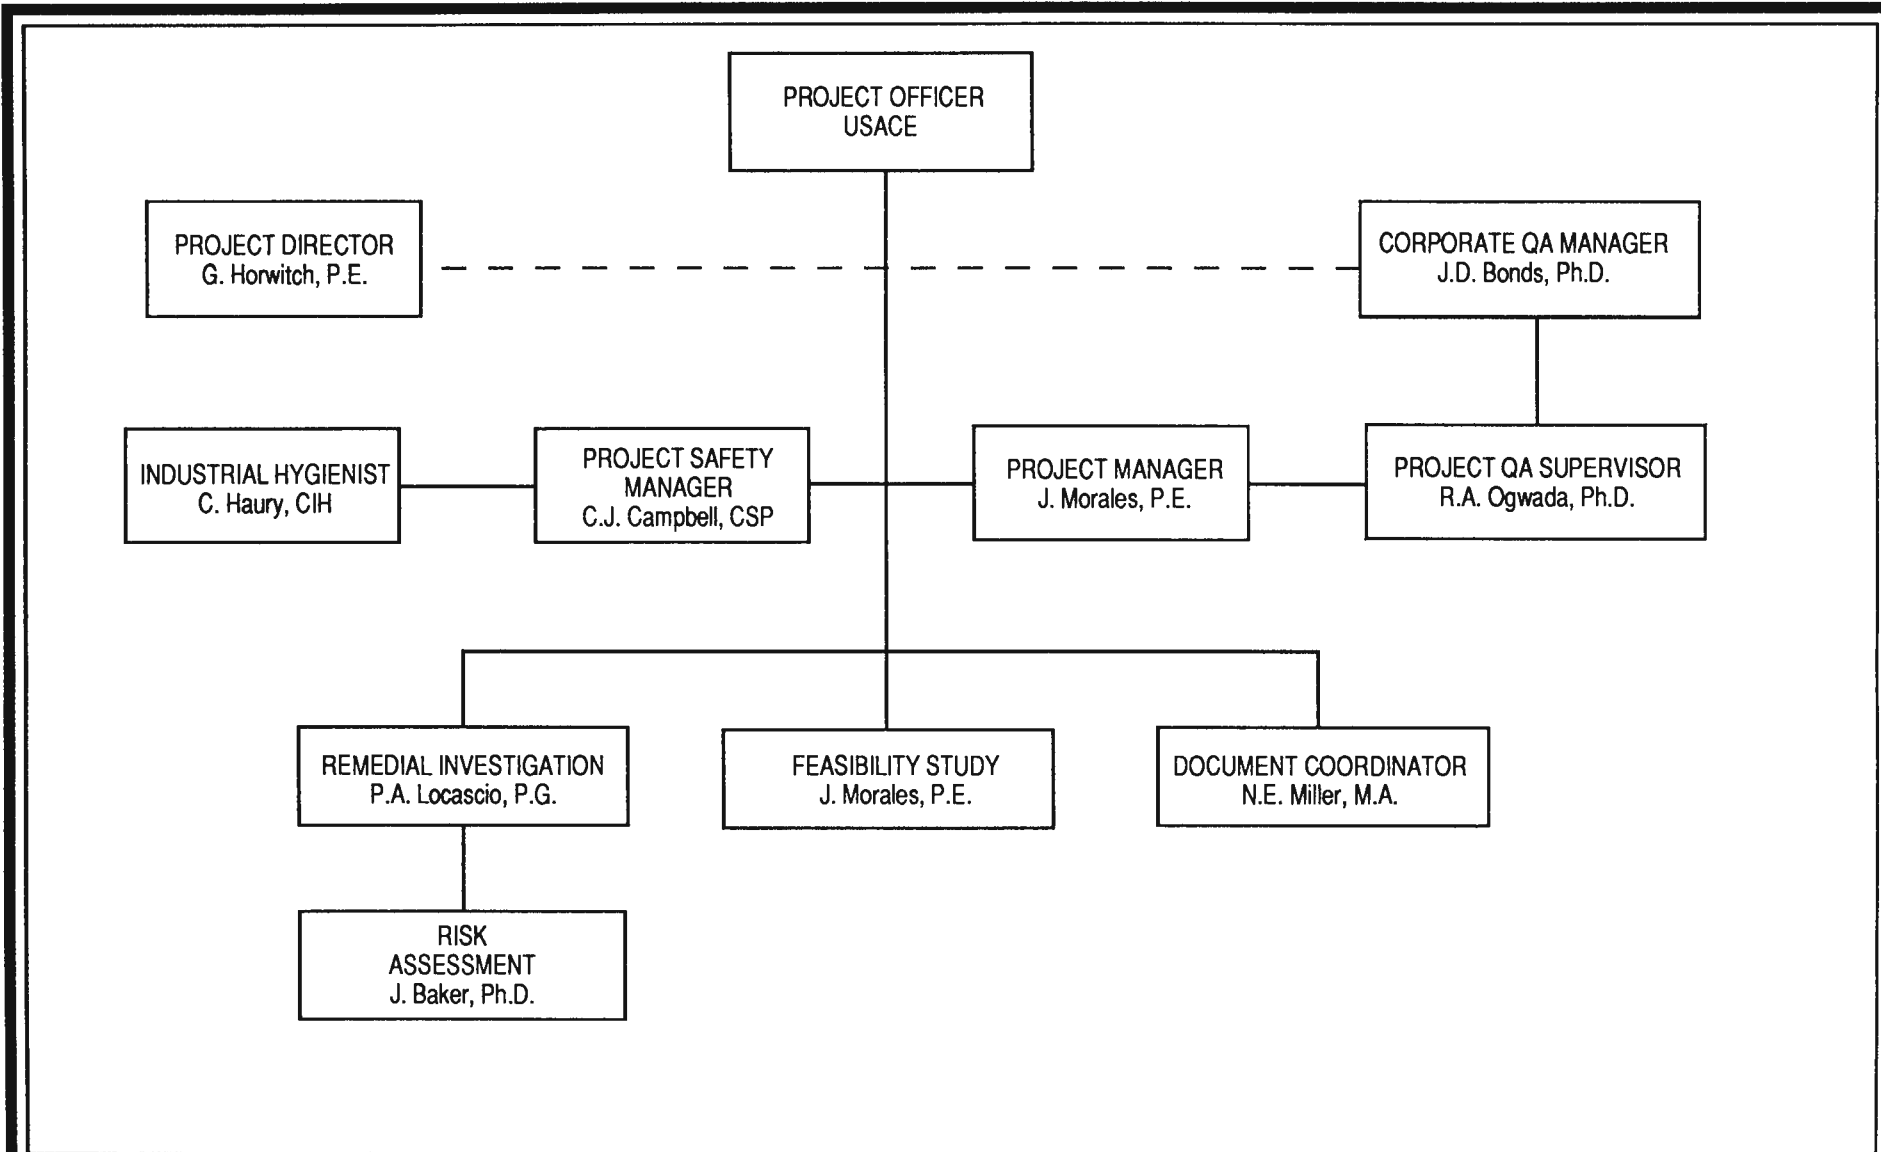 PROJECT OFFICER
USACE
PROJECT DIRECTOR
G. Horwitch, P.E.
CORPORATE QA MANAGER
J.D. Bonds, Ph.D.
INDUSTRIAL HYGIENIST
C. Haury, CIH
PROJECT SAFETY
MANAGER
C.J. Campbell, CSP
PROJECT MANAGER
J. Morales, P.E.
PROJECT QA SUPERVISOR
R.A. Ogwada, Ph.D.
REMEDIAL INVESTIGATION
P.A. Locascio, P.G.
FEASIBILITY STUDY
J. Morales, P.E.
DOCUMENT COORDINATOR
N.E. Miller, M.A.
RISK
ASSESSMENT
J. Baker, Ph.D.